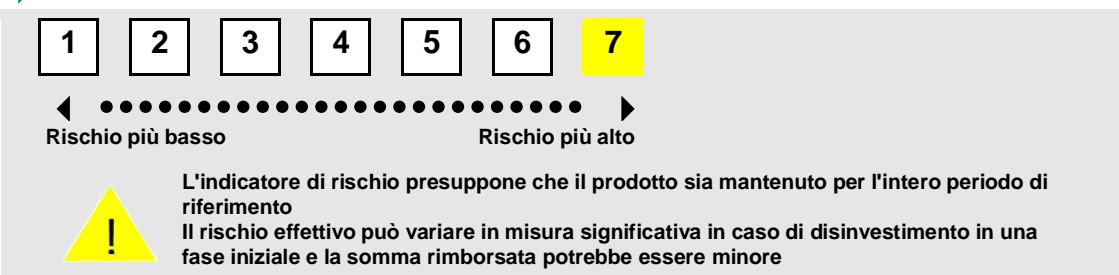 1 2 3 4 5 6 7
Rischio più basso Rischio più alto
L'indicatore di rischio presuppone che il prodotto sia mantenuto per l'intero periodo di
riferimento
Il rischio effettivo può variare in misura significativa in caso di disinvestimento in una
fase iniziale e la somma rimborsata potrebbe essere minore
!